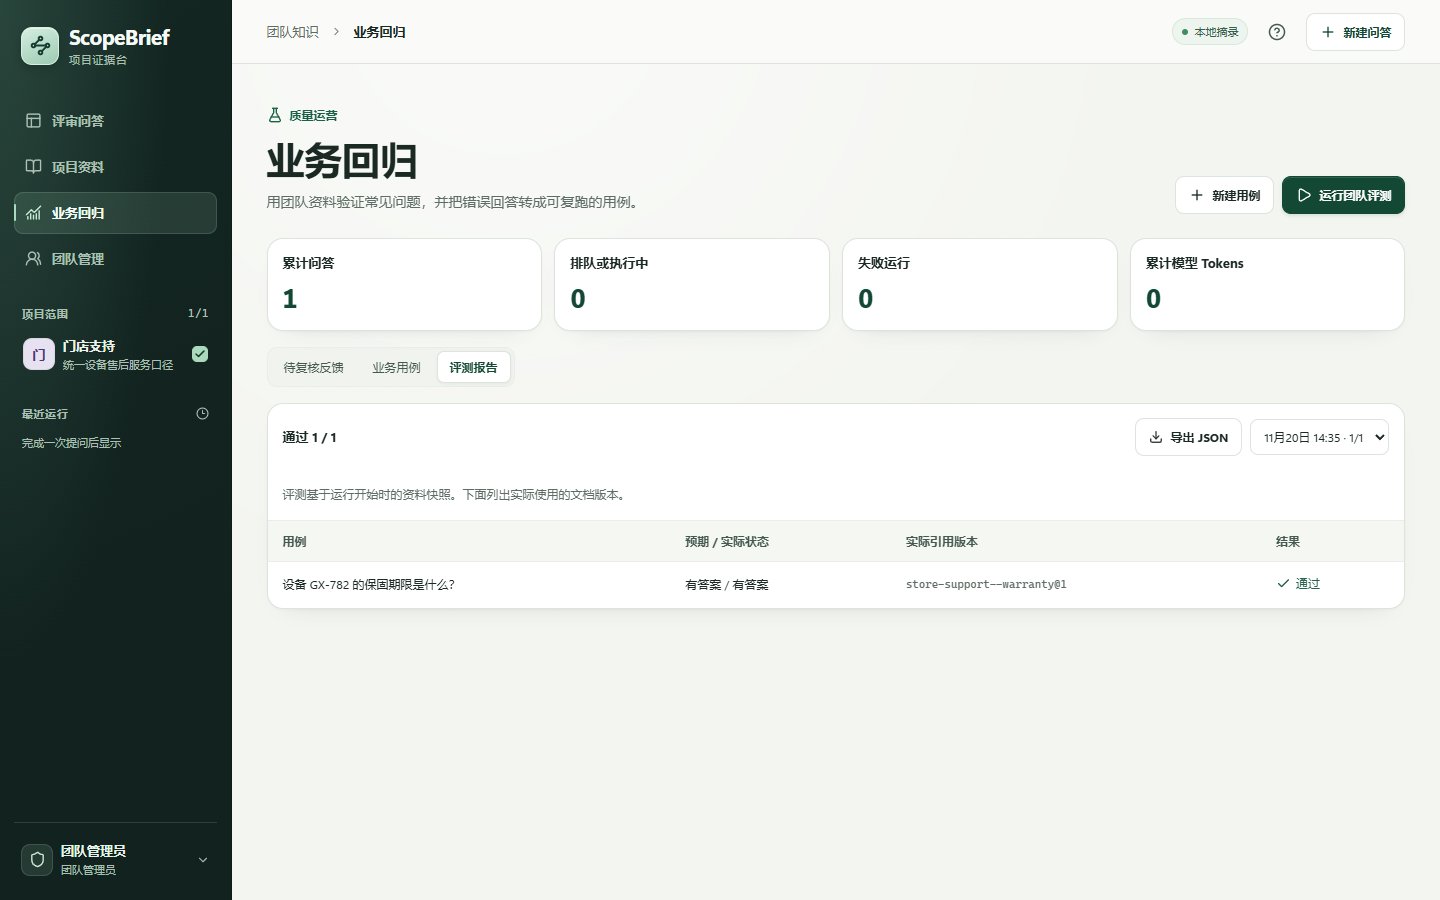 ScopeBrief
项目证据台
评审问答
项目资料
业务回归
团队管理
项目范围 1/1
门 门店支持
统一设备售后服务口径
最近运行
完成一次提问后显示
团队管理员
团队管理员
团队知识 > 业务回归
本地摘录
新建问答
质量运营
业务回归
用团队资料验证常见问题，并把错误回答转成可复跑的用例。
新建用例
运行团队评测
累计问答
1
排队或执行中
0
失败运行
0
累计模型 Tokens
0
待复核反馈 业务用例 评测报告
通过 1 / 1
导出 JSON
11月20日 14:35 · 1/1
评测基于运行开始时的资料快照。下面列出实际使用的文档版本。
用例 预期 / 实际状态 实际引用版本 结果
设备 GX-782 的保固期限是什么？ 有答案 / 有答案 store-support--warranty@1 通过